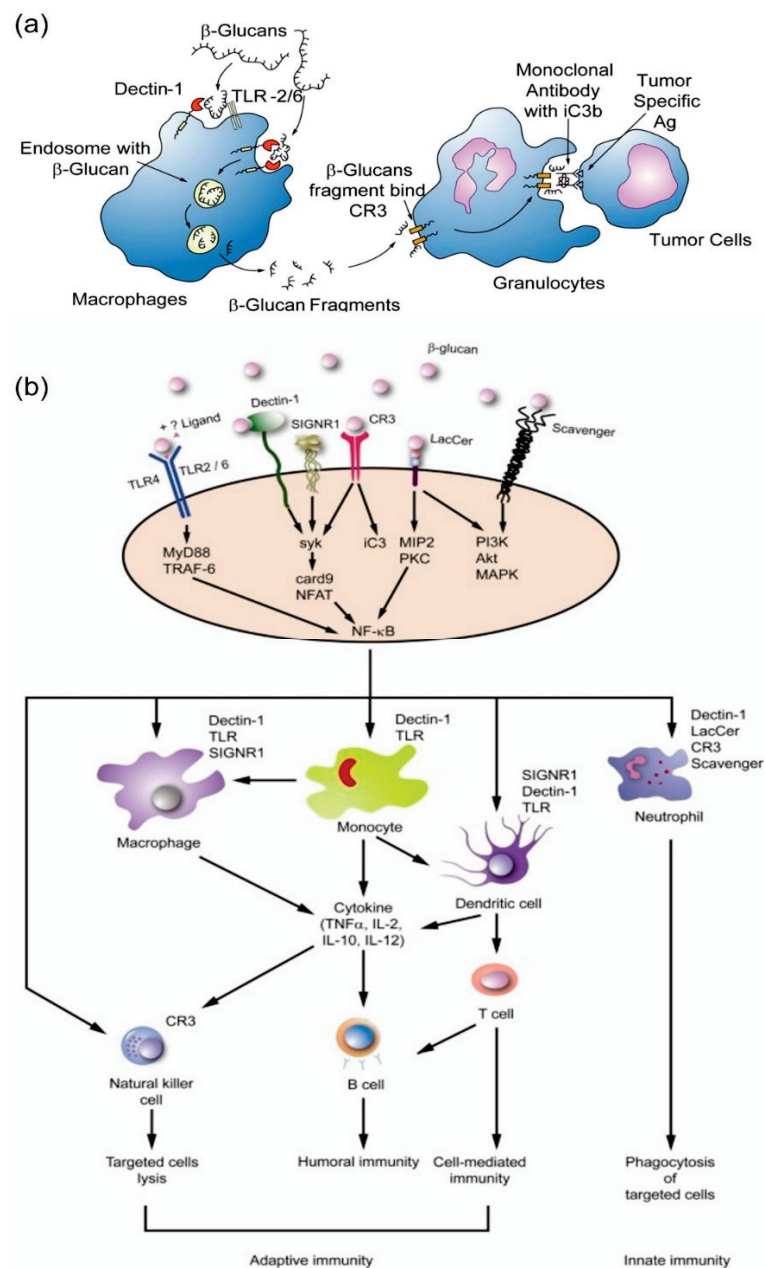 (a)
β-Glucans
Dectin-1
TLR-2/6
Endosome with
β-Glucan
Macrophages
β-Glucan Fragments
β-Glucans
fragment bind
CR3
Monoclonal
Antibody
with iC3b
Tumor
Specific
Ag
Tumor Cells
Granulocytes
(b)
β-glucan
+ ? Ligand
TLR4
TLR2 / 6
Dectin-1
SIGNR1
CR3
LacCer
Scavenger
MyD88
TRAF-6
syk
iC3
MIP2
PKC
PI3K
Akt
MAPK
card9
NFAT
NF-κB
Dectin-1
TLR
SIGNR1
Macrophage
Dectin-1
TLR
Monocyte
SIGNR1
Dectin-1
TLR
Dendritic cell
Dectin-1
LacCer
CR3
Scavenger
Neutrophil
Cytokine
(TNFα, IL-2,
IL-10, IL-12)
T cell
CR3
Natural killer
cell
B cell
Targeted cells
lysis
Humoral immunity
Cell-mediated
immunity
Phagocytosis
of
targeted cells
Adaptive immunity
Innate immunity